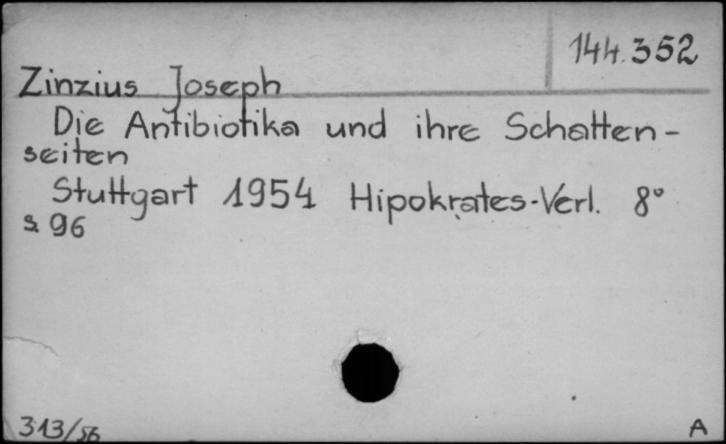 144.352
Zinzius Joseph
Die Antibiotika und ihre Schatten-
seiten
Stuttgart 1954 Hipokrates-Verl. 8°
s 96
313/56
A